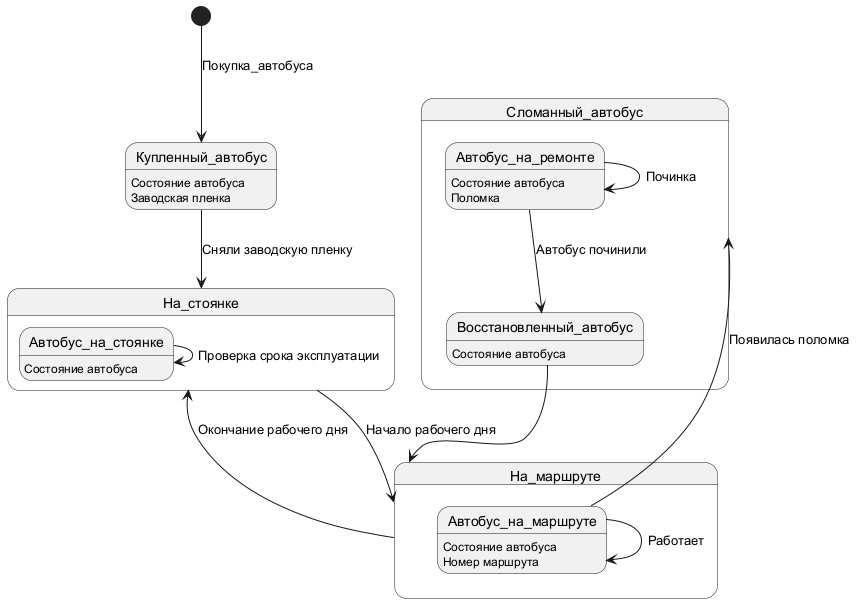 Покупка_автобуса
Купленный_автобус
Состояние автобуса
Заводская пленка
Сняли заводскую пленку
Сломанный_автобус
Автобус_на_ремонте
Состояние автобуса
Поломка
Починка
Автобус починили
Восстановленный_автобус
Состояние автобуса
На_стоянке
Автобус_на_стоянке
Состояние автобуса
Проверка срока эксплуатации
Появилась поломка
Окончание рабочего дня
Начало рабочего дня
На_маршруте
Автобус_на_маршруте
Состояние автобуса
Номер маршрута
Работает